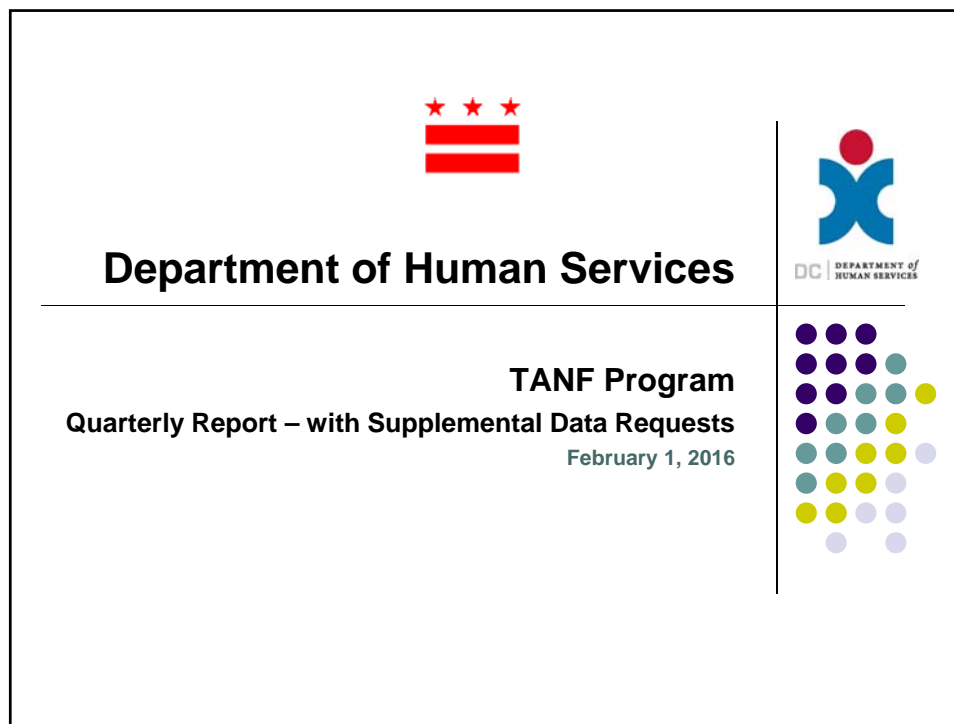 Department of Human Services
DC | DEPARTMENT of
HUMAN SERVICES
TANF Program
Quarterly Report – with Supplemental Data Requests
February 1, 2016